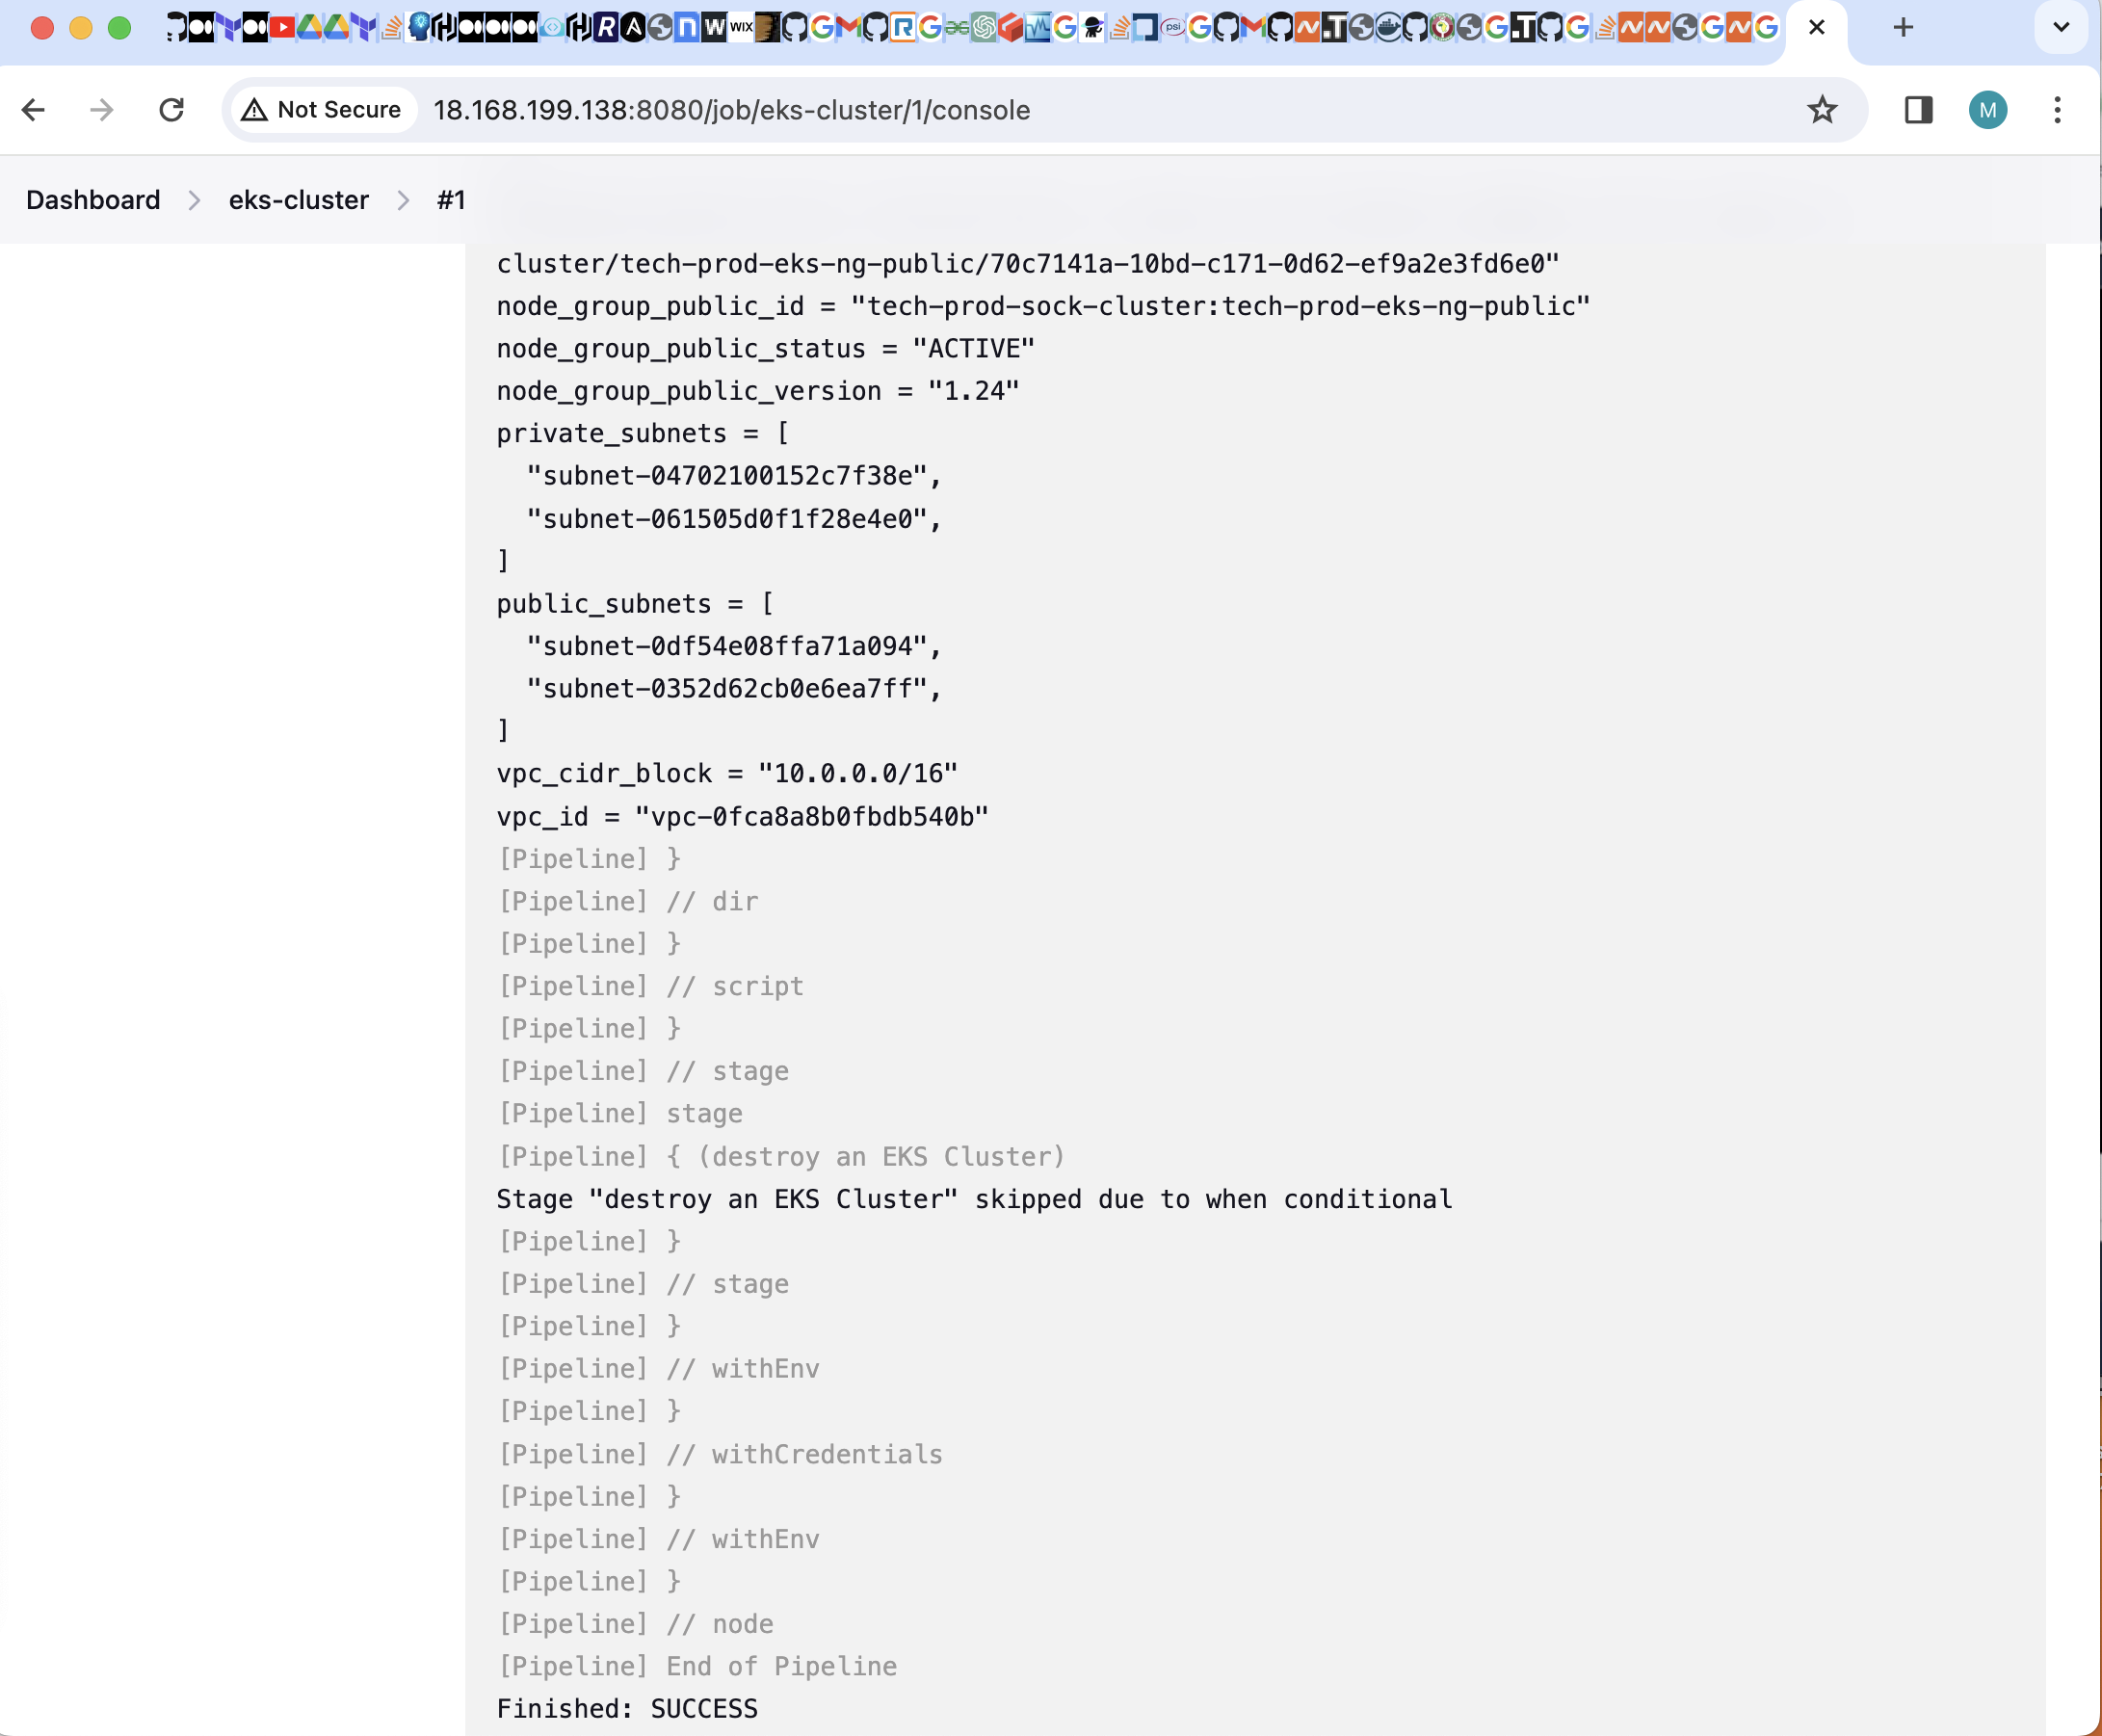 WIX
psi
Not Secure
18.168.199.138:8080/job/eks-cluster/1/console
M
Dashboard > eks-cluster > #1
cluster/tech-prod-eks-ng-public/70c7141a-10bd-c171-0d62-ef9a2e3fd6e0"
node_group_public_id = "tech-prod-sock-cluster:tech-prod-eks-ng-public"
node_group_public_status = "ACTIVE"
node_group_public_version = "1.24"
private_subnets = [
  "subnet-04702100152c7f38e",
  "subnet-061505d0f1f28e4e0",
]
public_subnets = [
  "subnet-0df54e08ffa71a094",
  "subnet-0352d62cb0e6ea7ff",
]
vpc_cidr_block = "10.0.0.0/16"
vpc_id = "vpc-0fca8a8b0fbdb540b"
[Pipeline] }
[Pipeline] // dir
[Pipeline] }
[Pipeline] // script
[Pipeline] }
[Pipeline] // stage
[Pipeline] stage
[Pipeline] { (destroy an EKS Cluster)
Stage "destroy an EKS Cluster" skipped due to when conditional
[Pipeline] }
[Pipeline] // stage
[Pipeline] }
[Pipeline] // withEnv
[Pipeline] }
[Pipeline] // withCredentials
[Pipeline] }
[Pipeline] // withEnv
[Pipeline] }
[Pipeline] // node
[Pipeline] End of Pipeline
Finished: SUCCESS